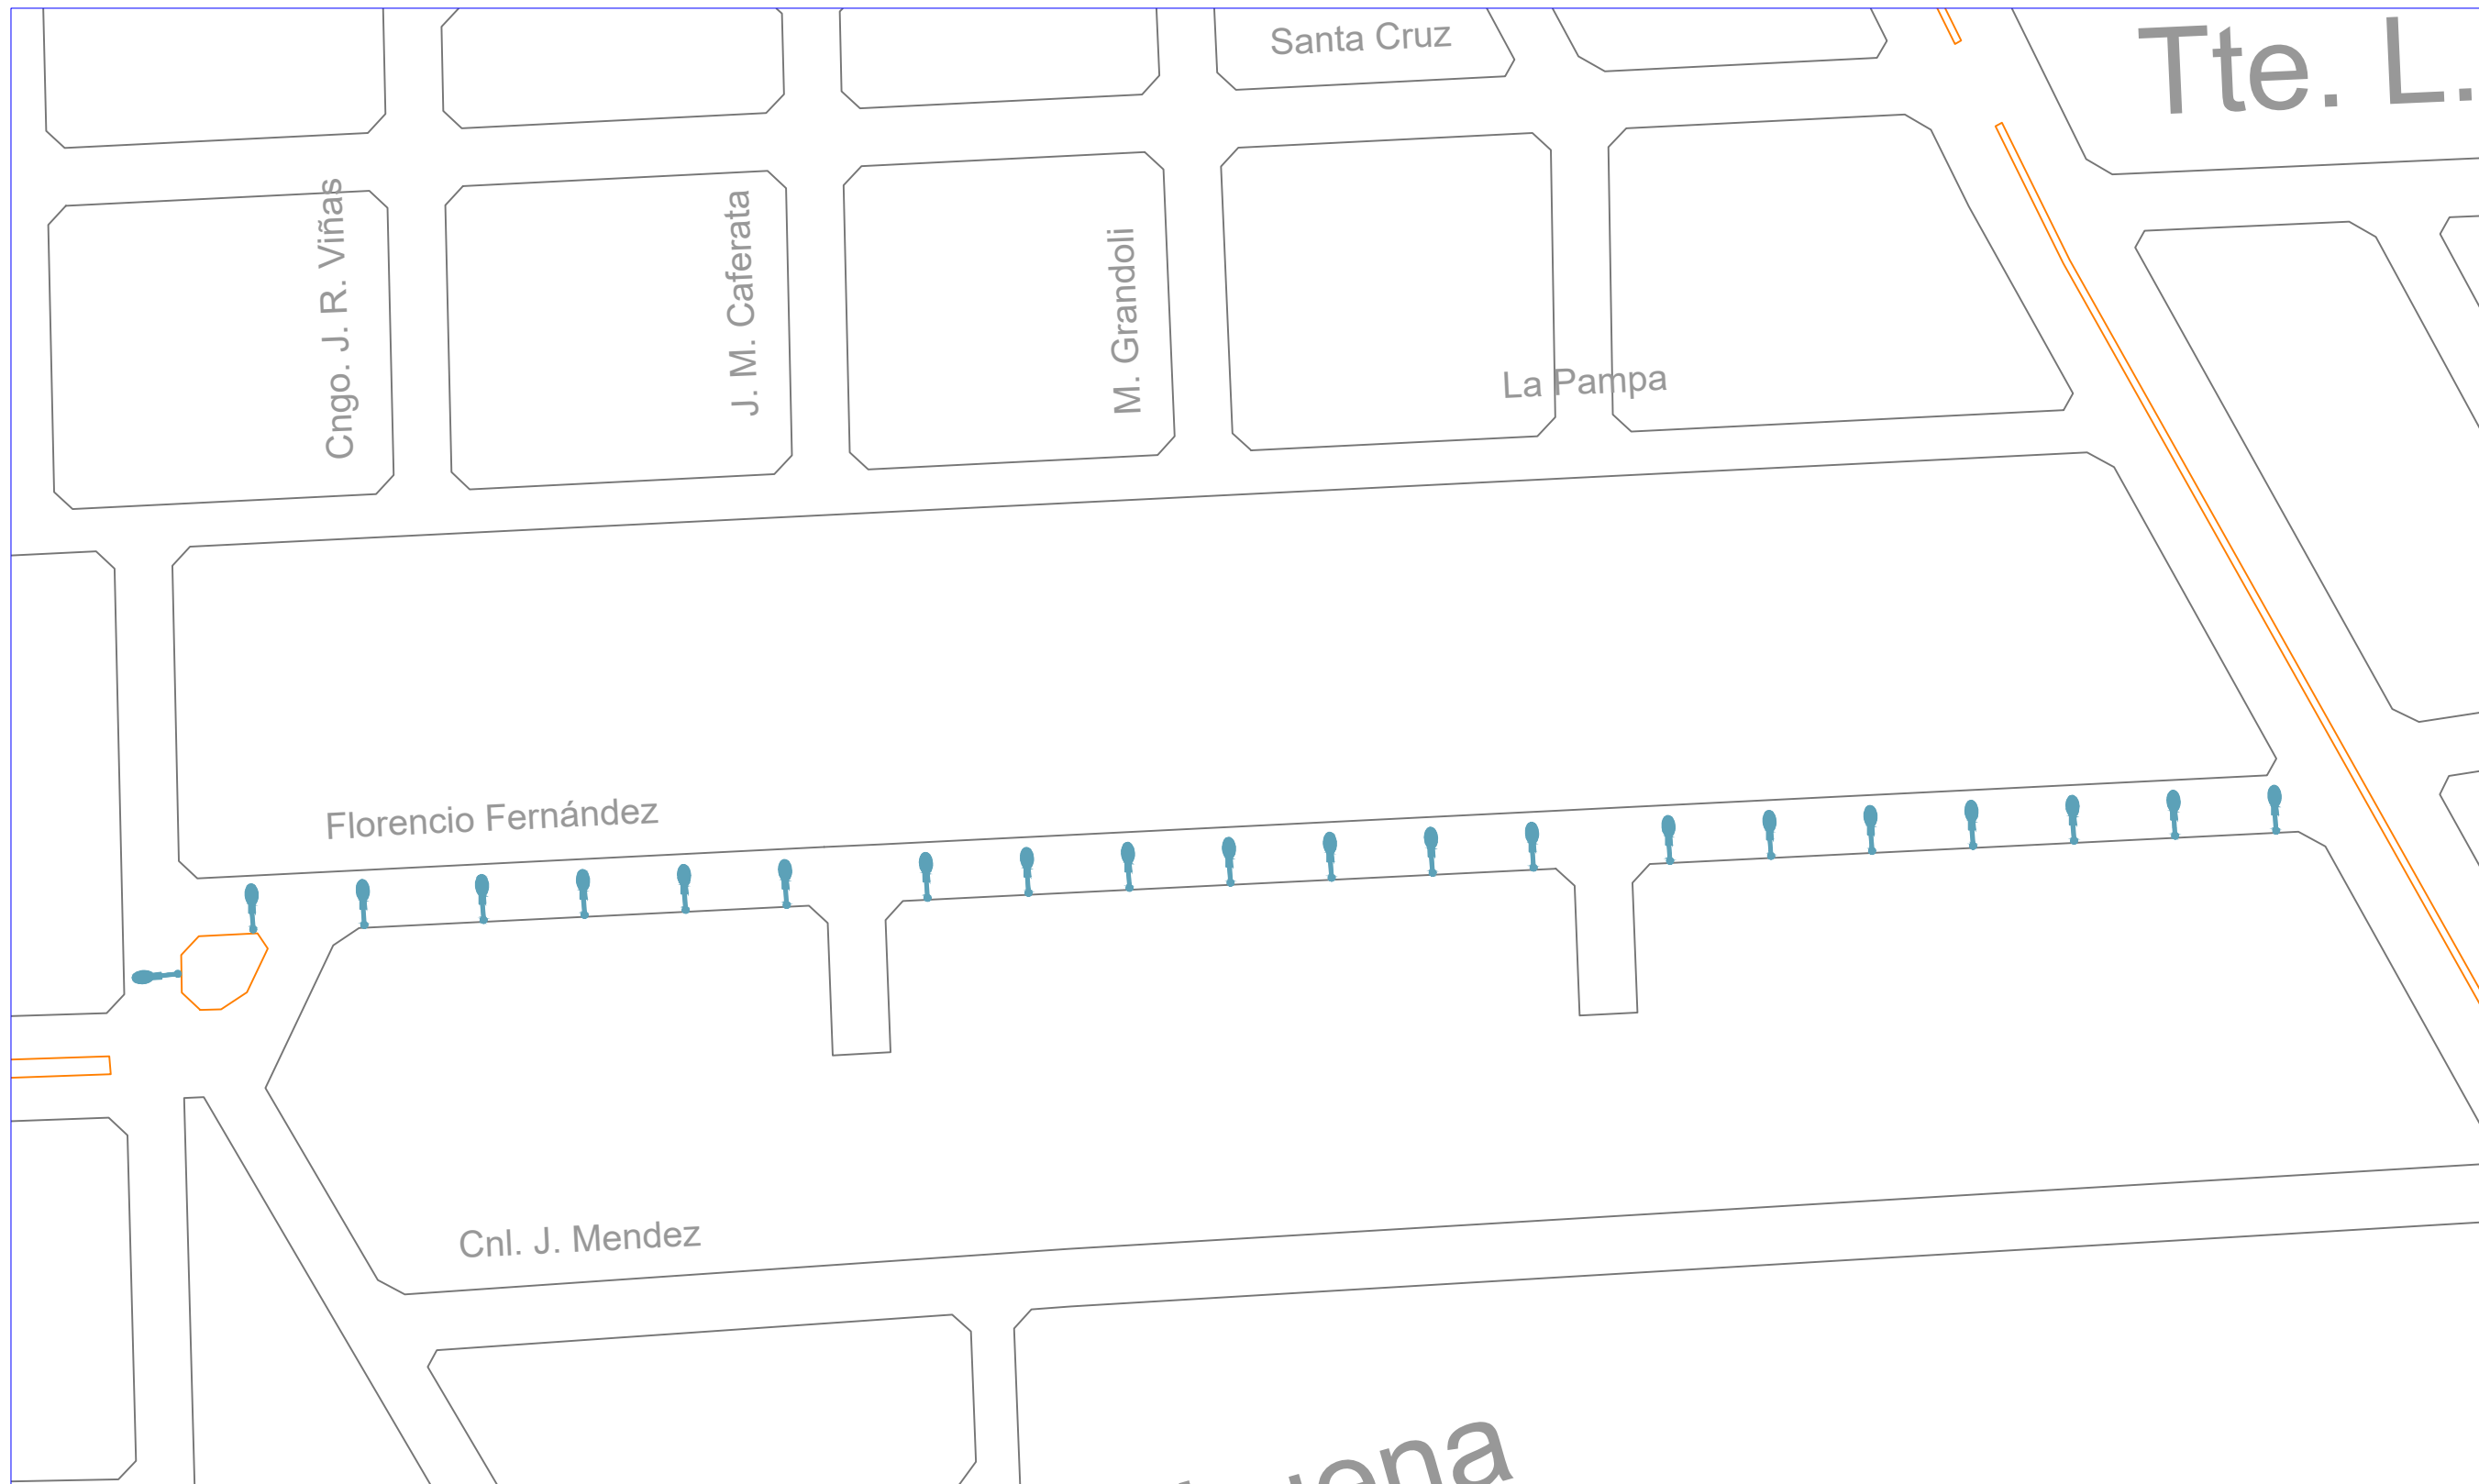 Santa Cruz
Tte. L.
Cngo. J. R. Viñas
J. M. Caferata
M. Grandoli
La Pampa
Florencio Fernández
Cnl. J. Mendez